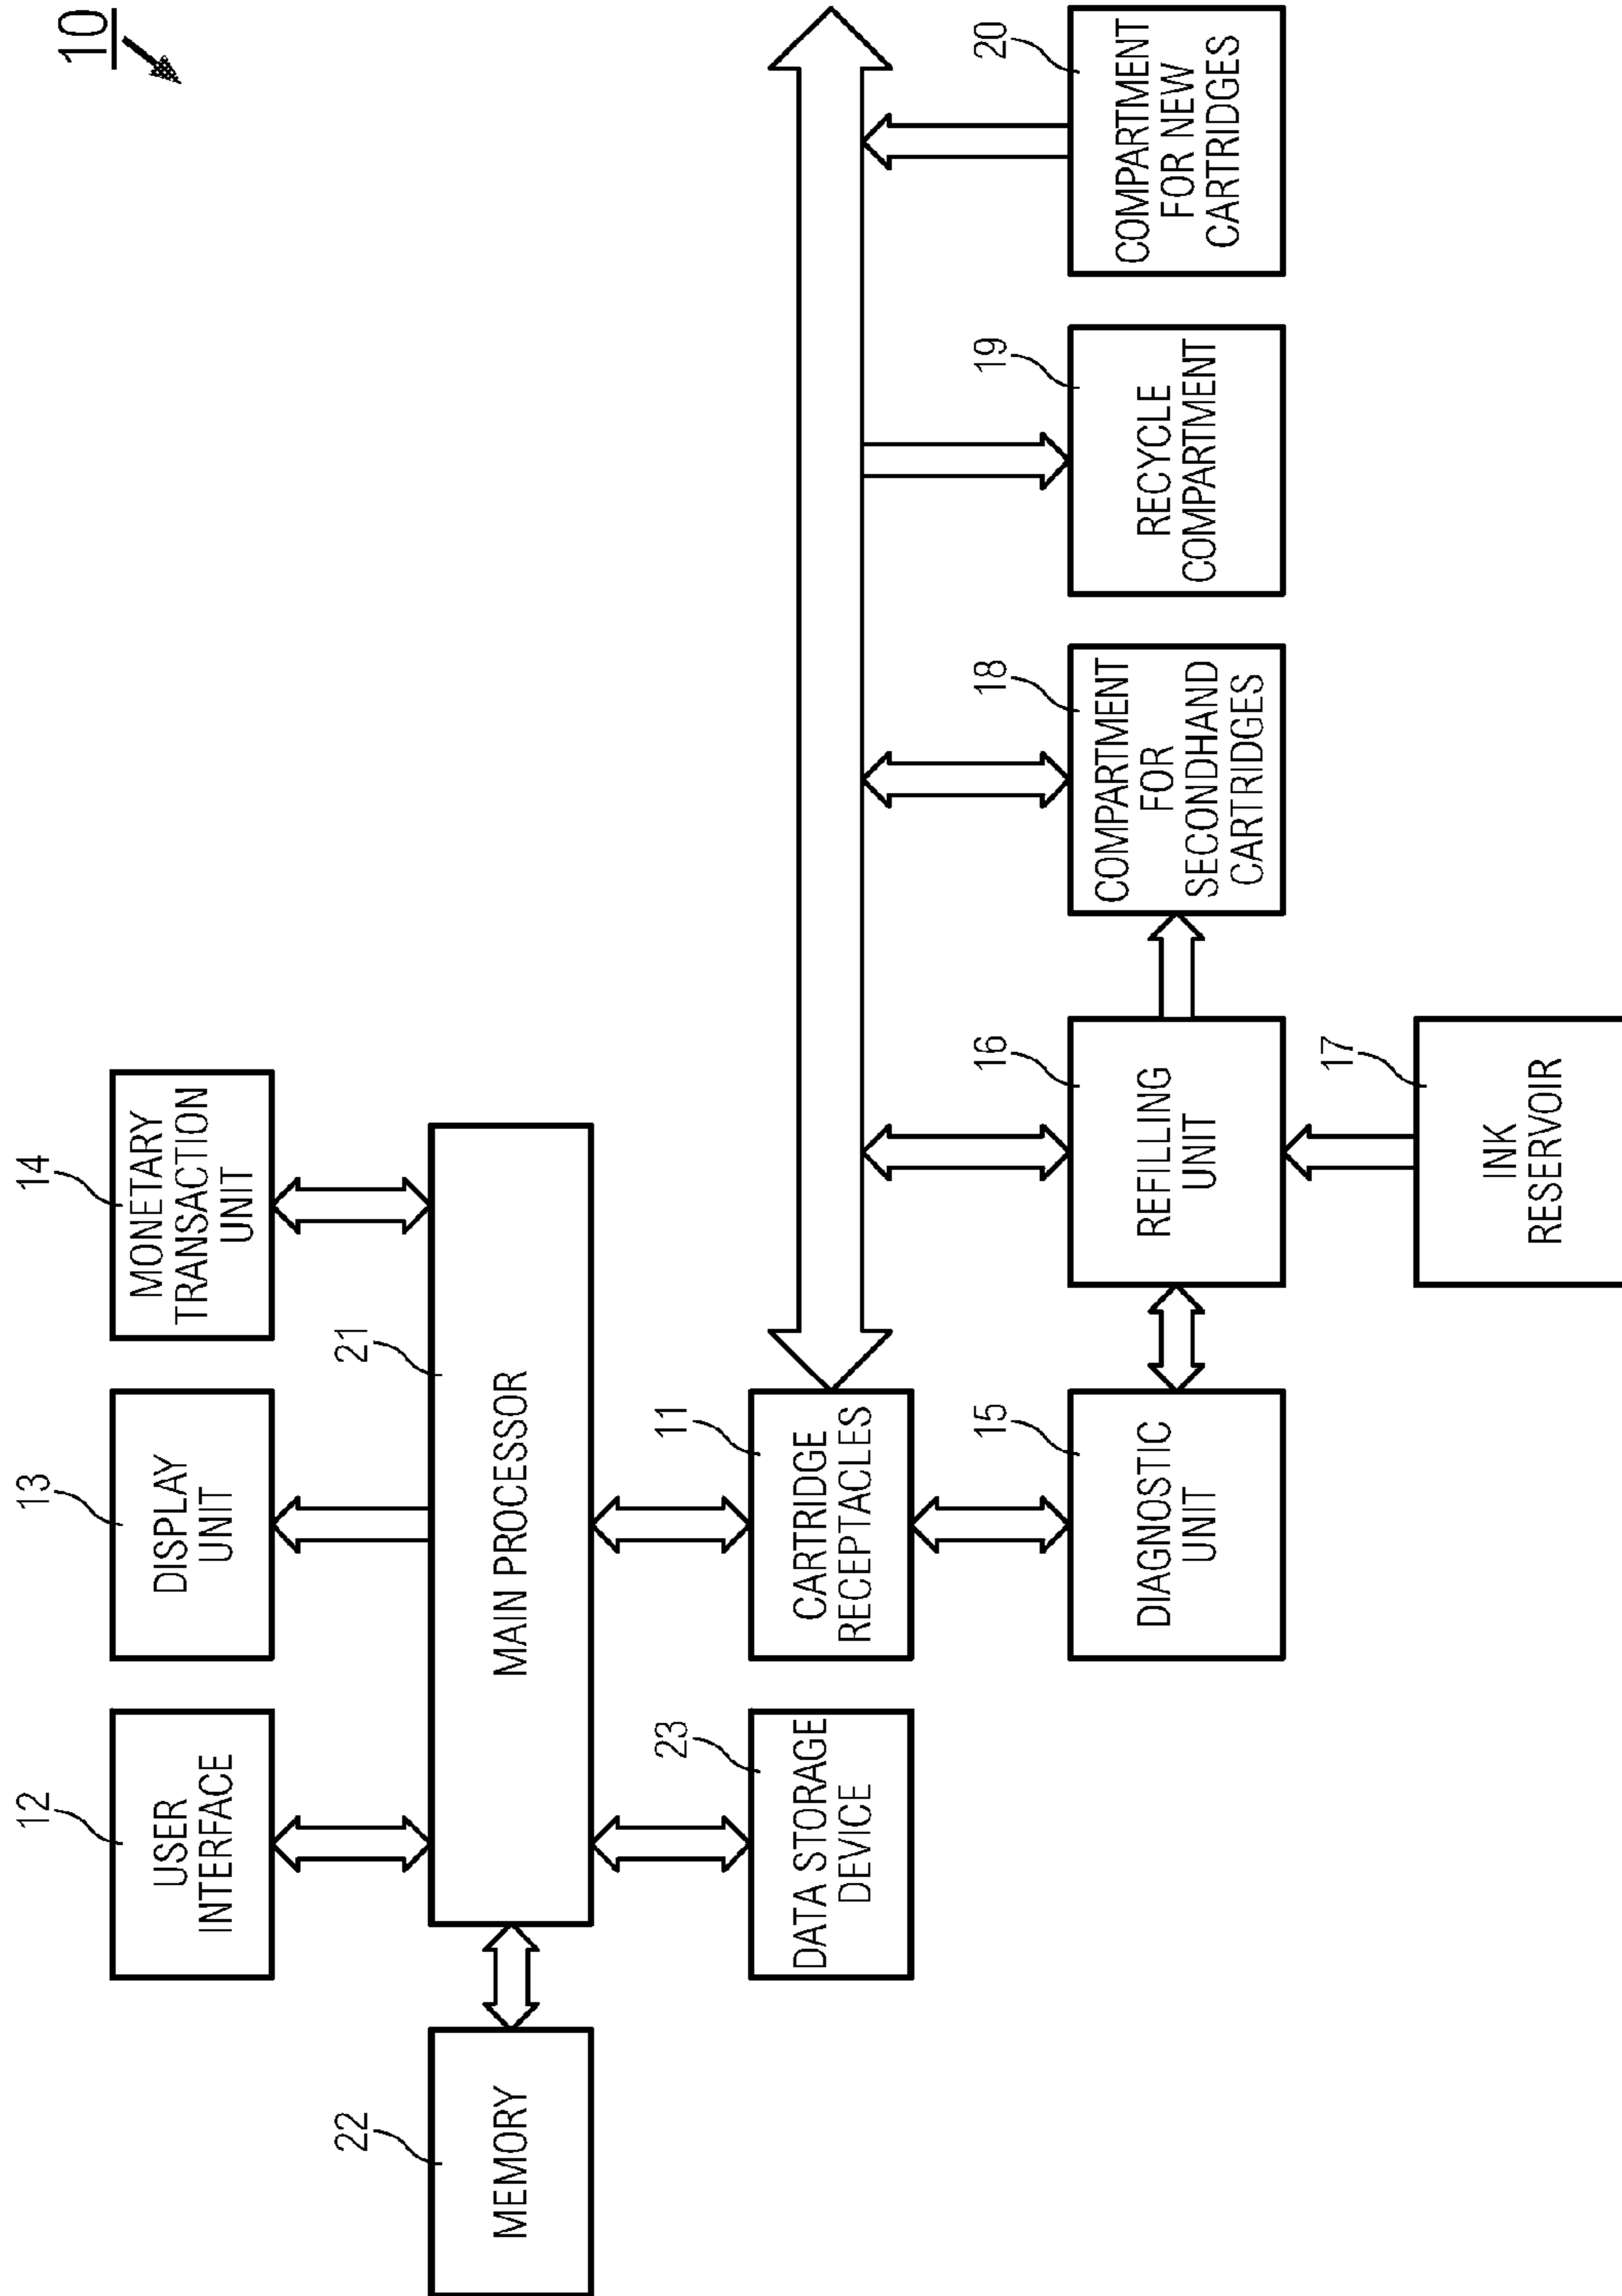 10
12
USER
INTERFACE
13
DISPLAY
UNIT
14
MONETARY
TRANSACTION
UNIT
22
MEMORY
21
MAIN PROCESSOR
23
DATA STORAGE
DEVICE
11
CARTRIDGE
RECEPTACLES
15
DIAGNOSTIC
UNIT
16
REFILLING
UNIT
18
COMPARTMENT
FOR
SECONDHAND
CARTRIDGES
19
RECYCLE
COMPARTMENT
20
COMPARTMENT
FOR NEW
CARTRIDGES
17
INK
RESERVOIR